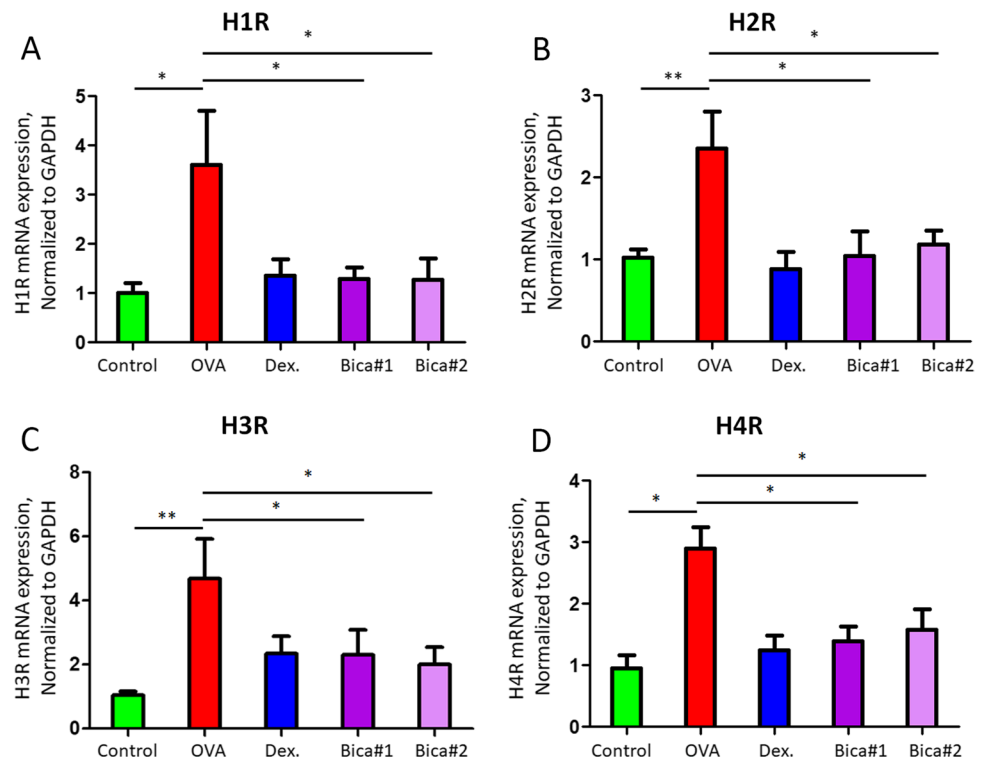 A
H1R
*
*
*
H1R mRNA expression,
Normalized to GAPDH
5
4
3
2
1
0
Control OVA Dex. Bica#1 Bica#2
B
H2R
*
*
**
H2R mRNA expression,
Normalized to GAPDH
3
2
1
0
Control OVA Dex. Bica#1 Bica#2
C
H3R
*
*
**
H3R mRNA expression,
Normalized to GAPDH
8
6
4
2
0
Control OVA Dex. Bica#1 Bica#2
D
H4R
*
*
*
H4R mRNA expression,
Normalized to GAPDH
4
3
2
1
0
Control OVA Dex. Bica#1 Bica#2